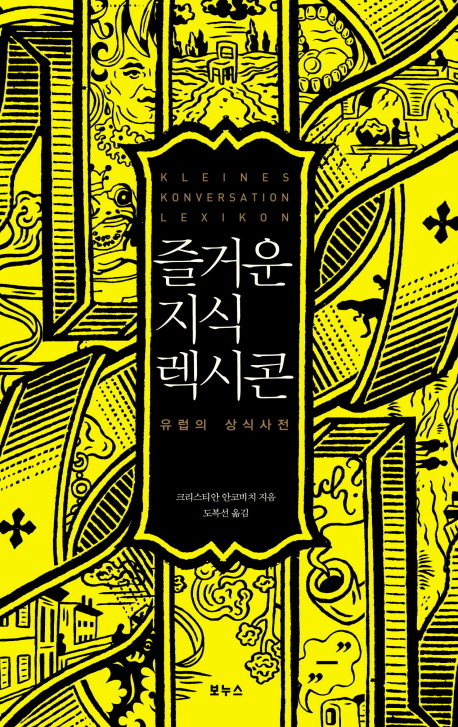 KLEINES
KONVERSATION
LEXIKON
즐거운
지식
렉시콘
유럽의 상식사전
크리스티안 안코비치 지음
도복선 옮김
ch.
보누스